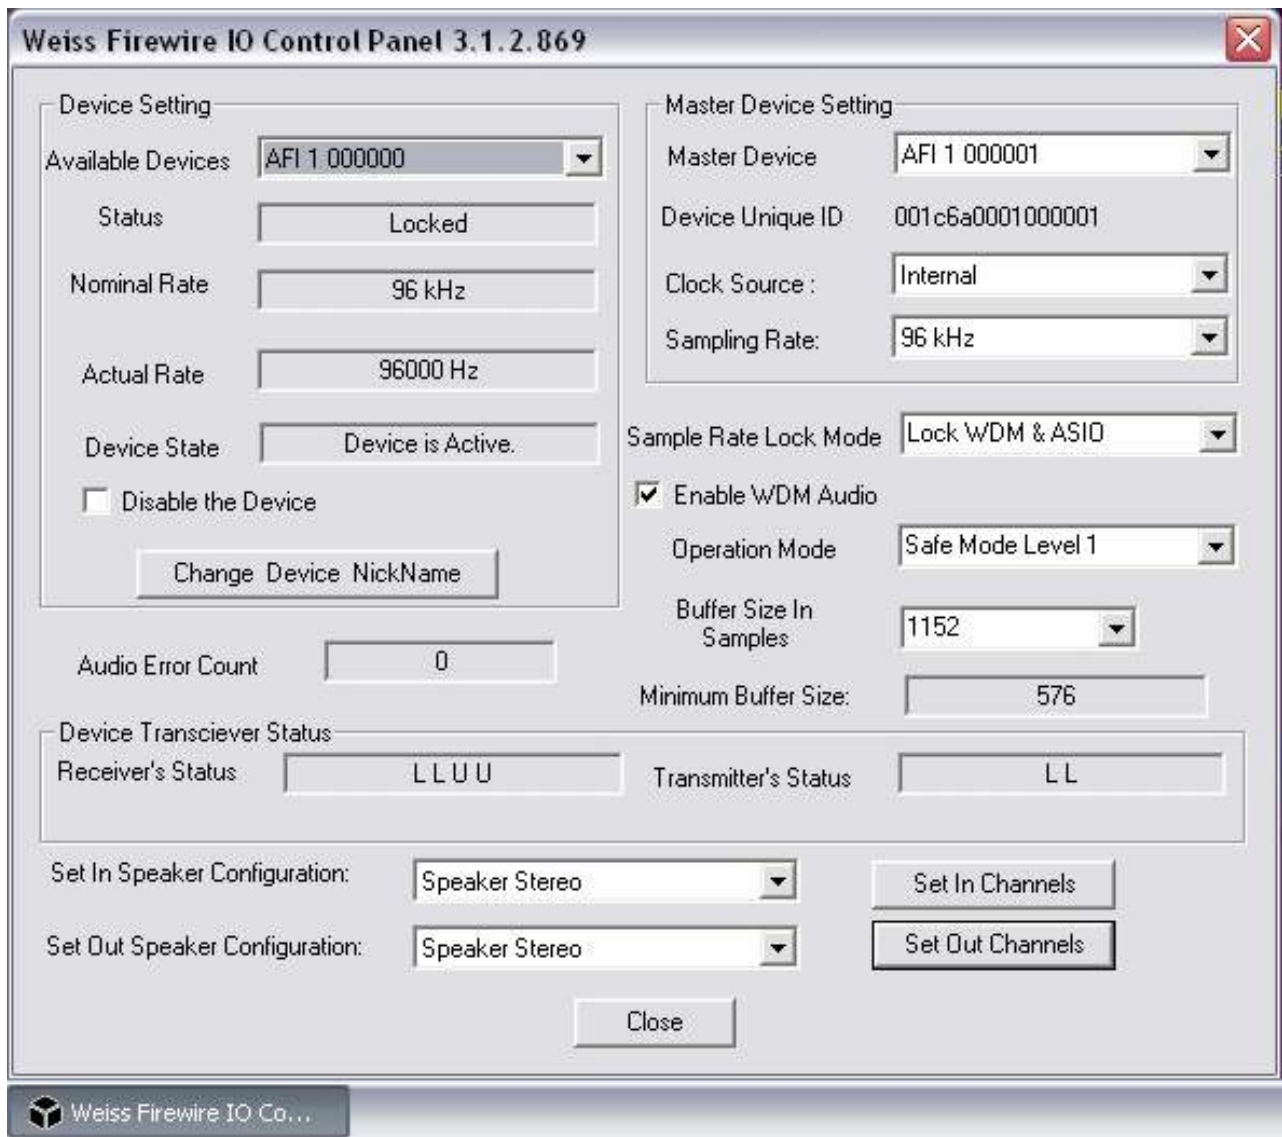 Weiss Firewire IO Control Panel 3.1.2.869
Device Setting
Available Devices AFI 1 000000
Status Locked
Nominal Rate 96 kHz
Actual Rate 96000 Hz
Device State Device is Active.
Disable the Device
Change Device NickName
Audio Error Count 0
Master Device Setting
Master Device AFI 1 000001
Device Unique ID 001c6a0001000001
Clock Source : Internal
Sampling Rate: 96 kHz
Sample Rate Lock Mode Lock WDM & ASIO
Enable WDM Audio
Operation Mode Safe Mode Level 1
Buffer Size In
Samples 1152
Minimum Buffer Size: 576
Device Transciever Status
Receiver's Status L L U U Transmitter's Status L L
Set In Speaker Configuration: Speaker Stereo Set In Channels
Set Out Speaker Configuration: Speaker Stereo Set Out Channels
Close
Weiss Firewire IO Co...